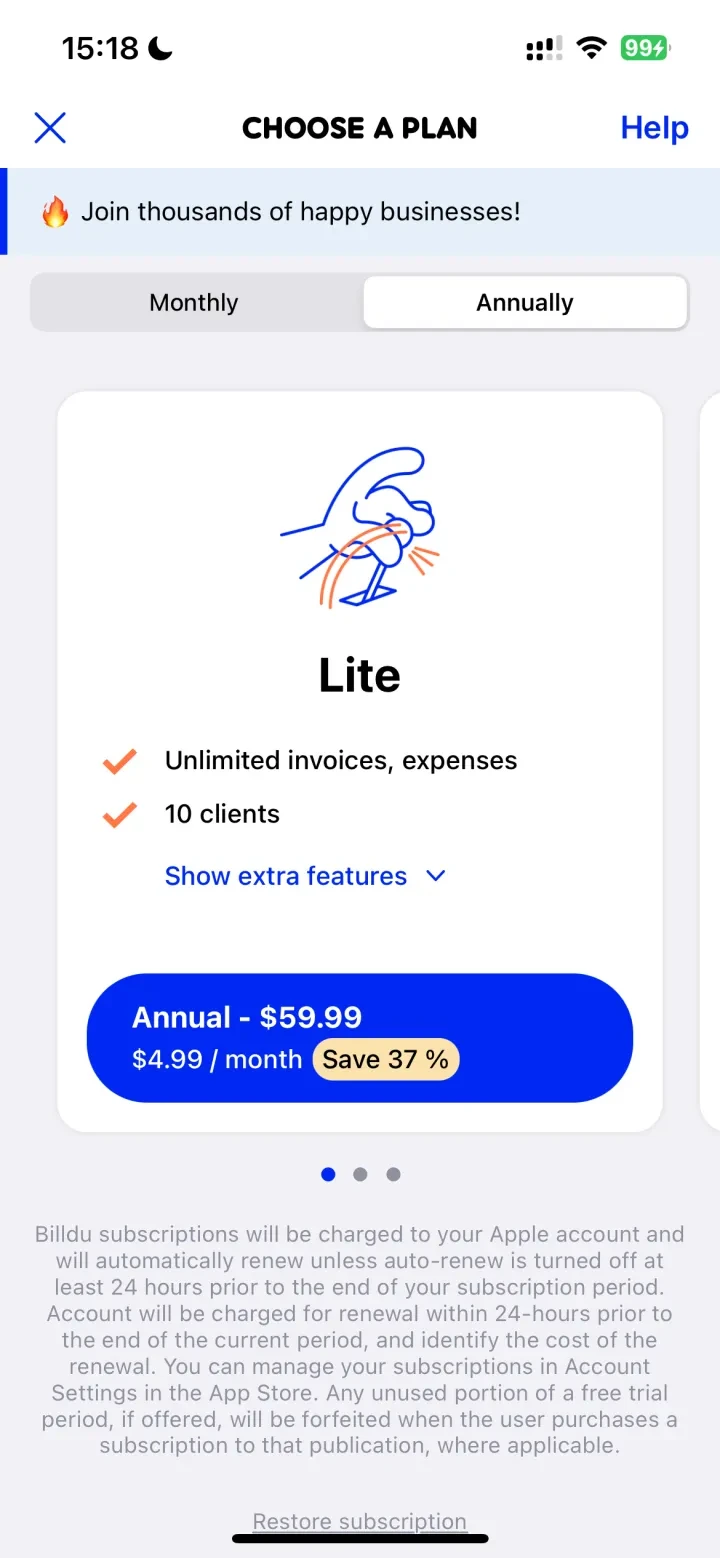 15:18
99
CHOOSE A PLAN
Help
🔥 Join thousands of happy businesses!
Monthly
Annually
Lite
Unlimited invoices, expenses
10 clients
Show extra features
Annual - $59.99
$4.99 / month Save 37 %
Billdu subscriptions will be charged to your Apple account and
will automatically renew unless auto-renew is turned off at
least 24 hours prior to the end of your subscription period.
Account will be charged for renewal within 24-hours prior to
the end of the current period, and identify the cost of the
renewal. You can manage your subscriptions in Account
Settings in the App Store. Any unused portion of a free trial
period, if offered, will be forfeited when the user purchases a
subscription to that publication, where applicable.
Restore subscription